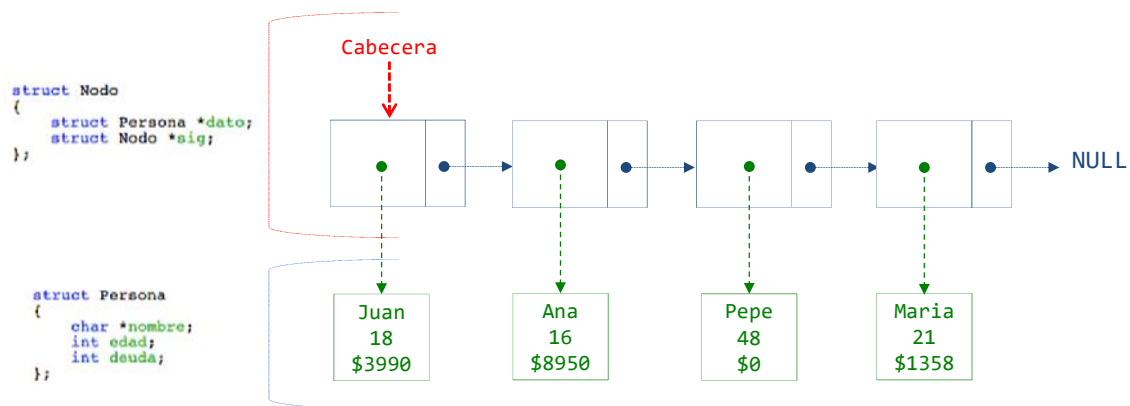 Cabecera
struct Nodo
{
struct Persona *dato;
struct Nodo *sig;
};
NULL
struct Persona
{
char *nombre;
int edad;
int deuda;
};
Juan
18
$3990
Ana
16
$8950
Pepe
48
$0
Maria
21
$1358